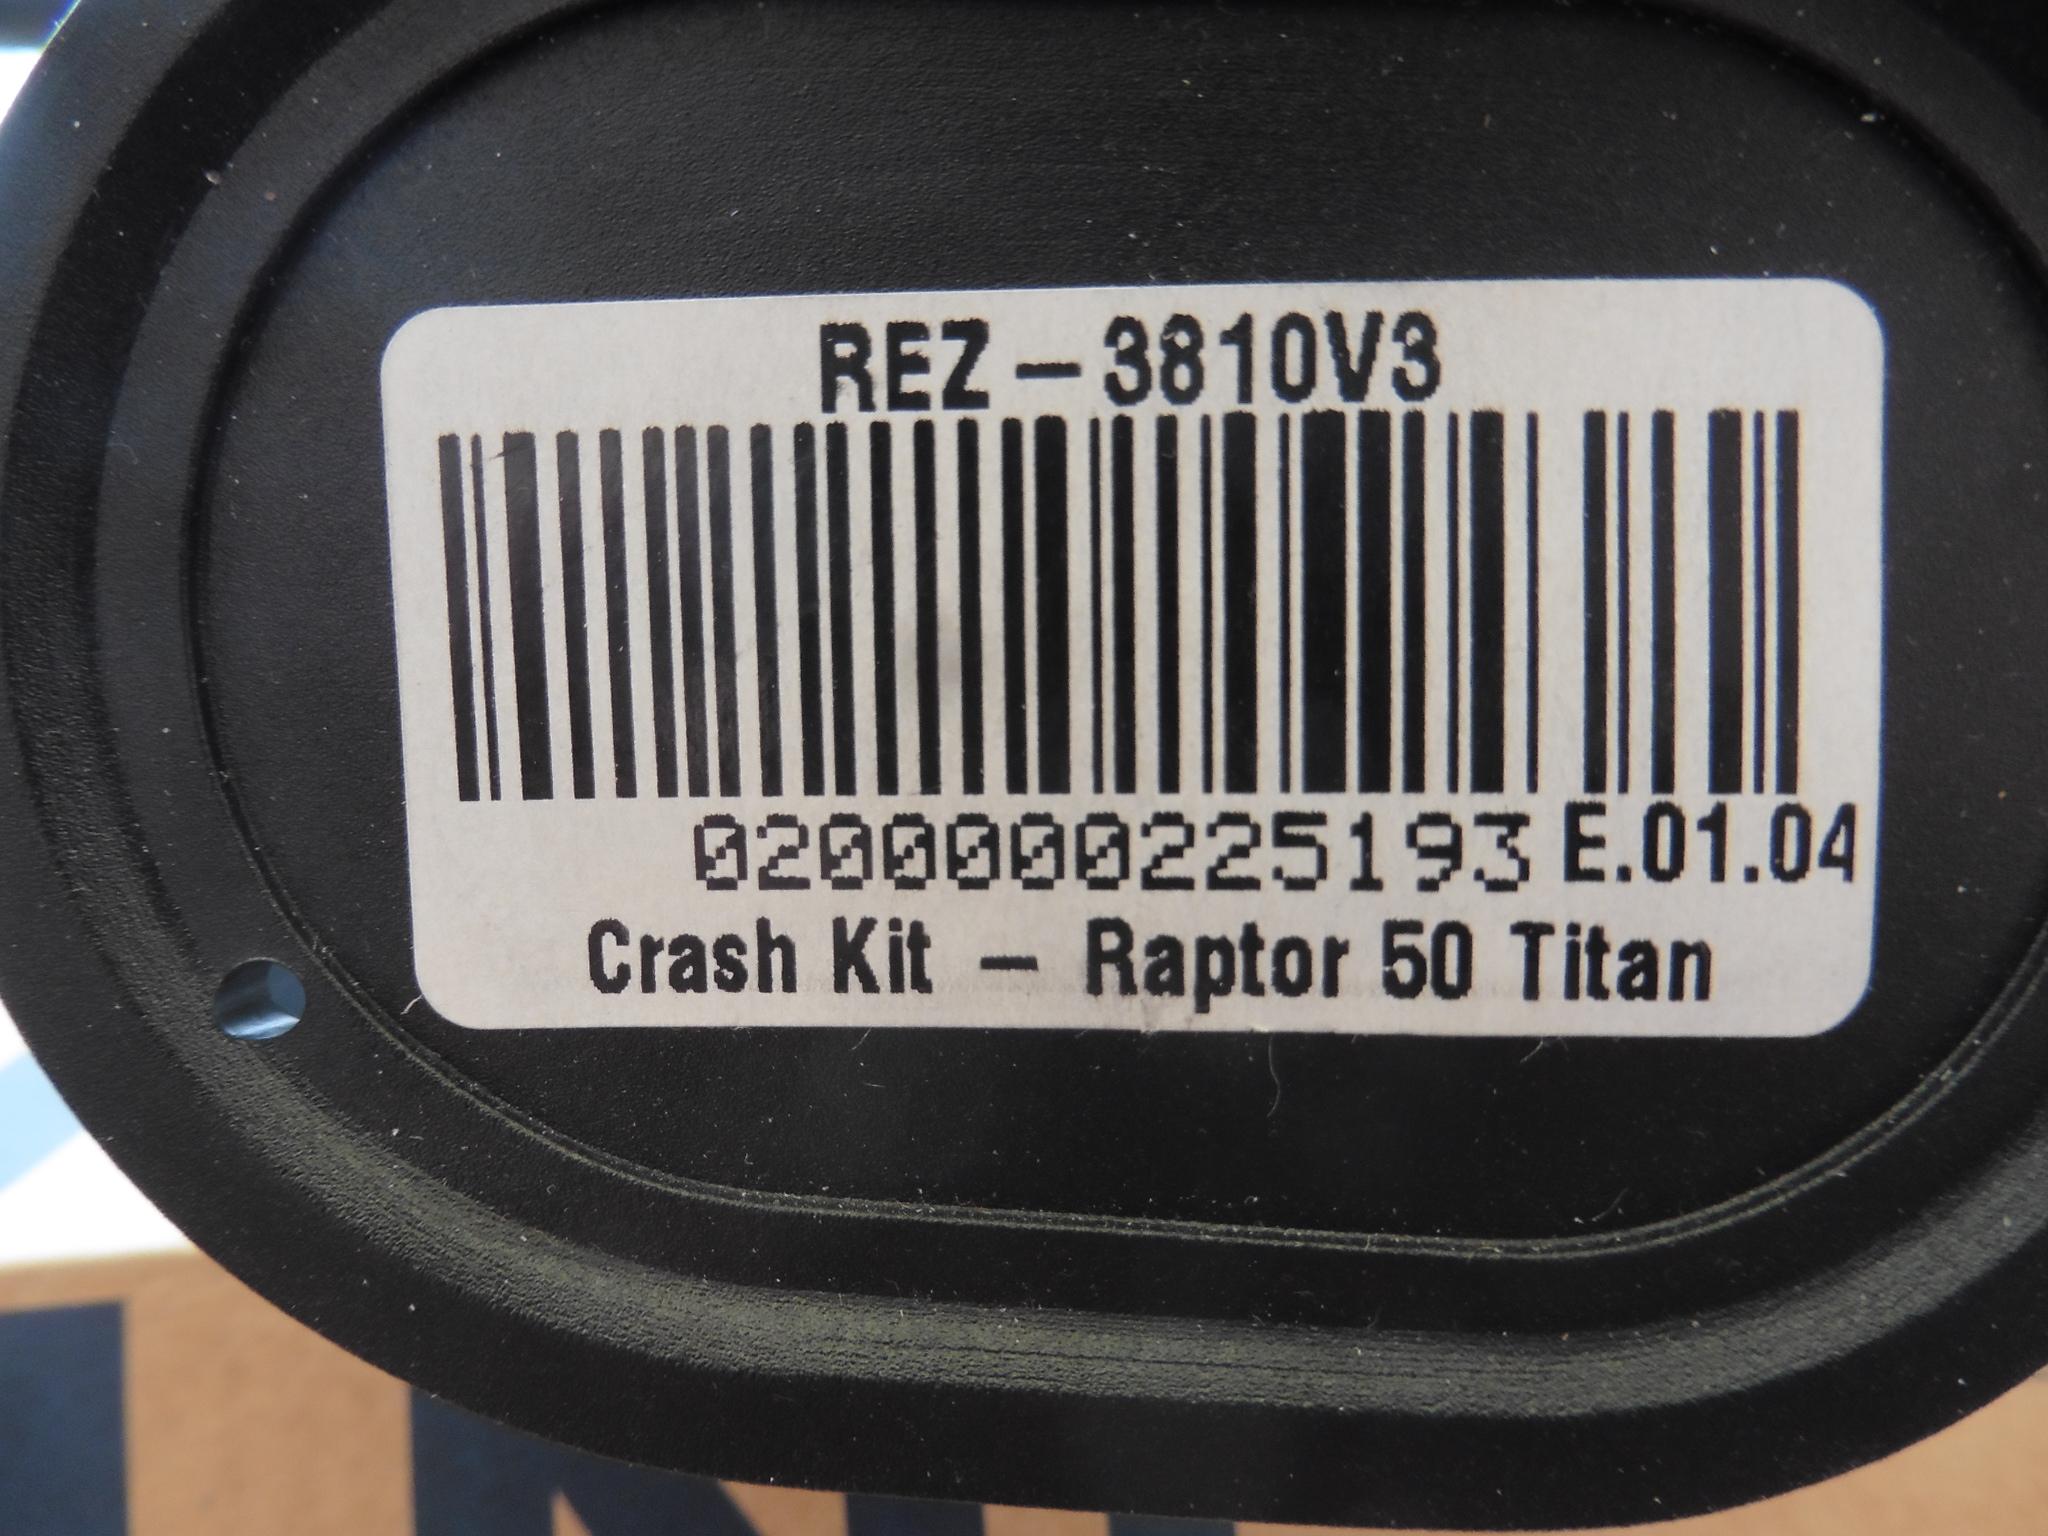 REZ - 3810V3
0200000225193 E.01.04
Crash Kit - Raptor 50 Titan